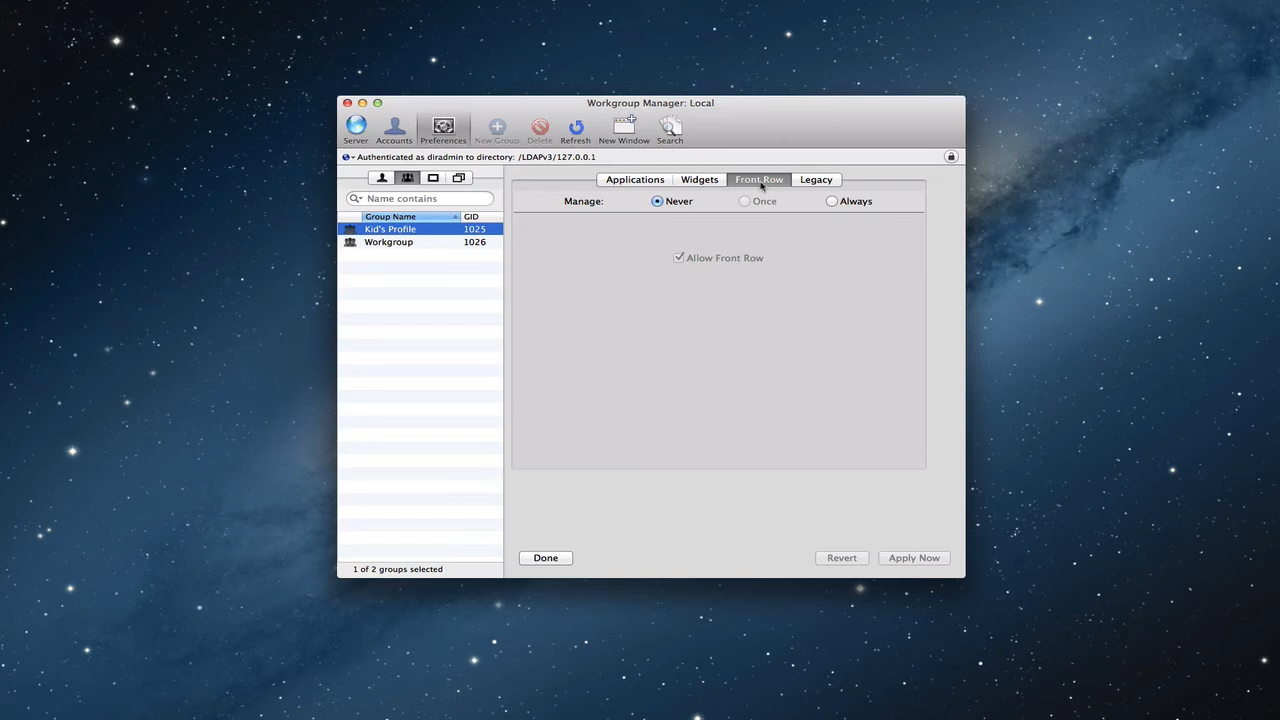 Workgroup Manager: Local
Server Accounts Preferences New Group Delete Refresh New Window Search
Authenticated as diradmin to directory: /LDAPv3/127.0.0.1
Applications Widgets Front Row Legacy
Name contains
Manage: Never Once Always
Group Name GID
Kid's Profile 1025
Workgroup 1026
Allow Front Row
Done Revert Apply Now
1 of 2 groups selected